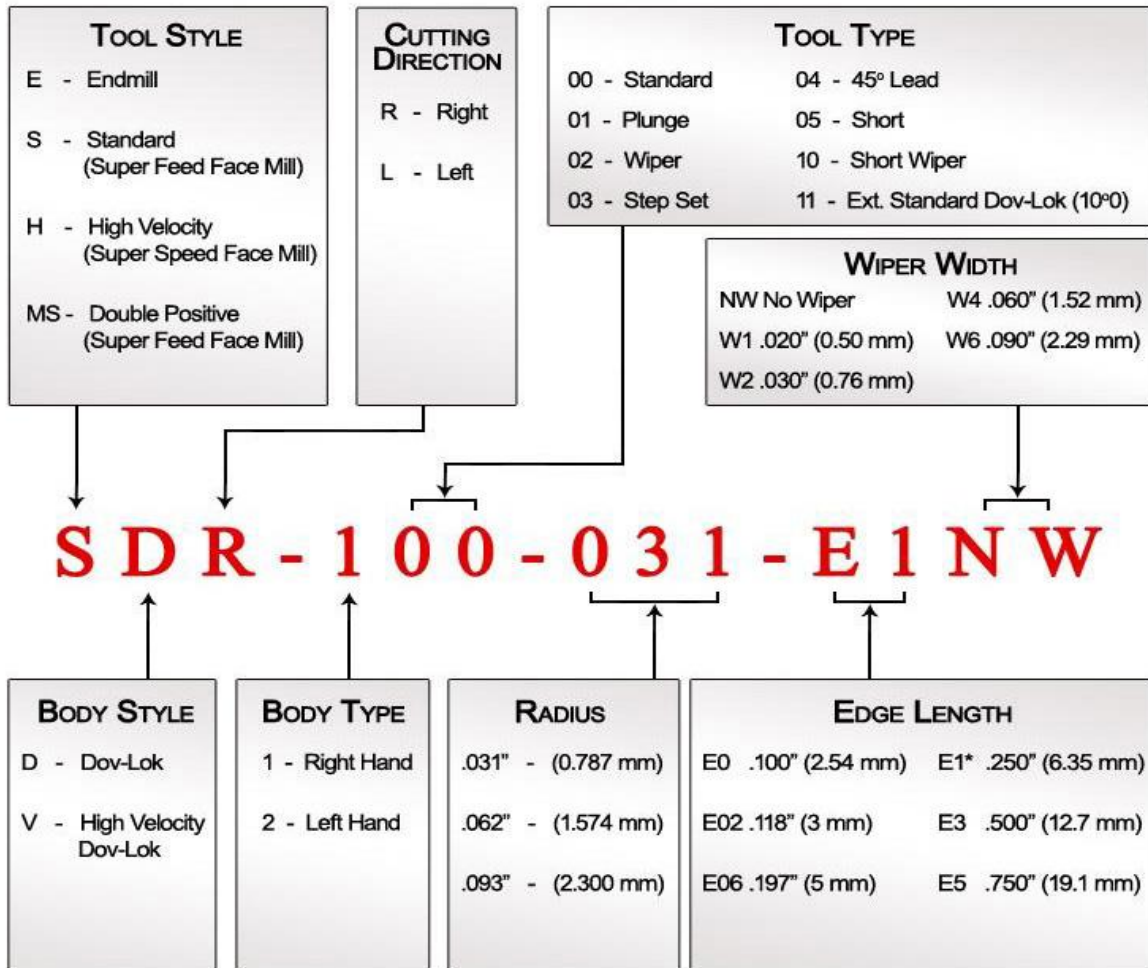 TOOL STYLE
E - Endmill
S - Standard
(Super Feed Face Mill)
H - High Velocity
(Super Speed Face Mill)
MS - Double Positive
(Super Feed Face Mill)
CUTTING
DIRECTION
R - Right
L - Left
TOOL TYPE
00 - Standard 04 - 45º Lead
01 - Plunge 05 - Short
02 - Wiper 10 - Short Wiper
03 - Step Set 11 - Ext. Standard Dov-Lok (10º0)
WIPER WIDTH
NW No Wiper W4 .060” (1.52 mm)
W1 .020” (0.50 mm) W6 .090” (2.29 mm)
W2 .030” (0.76 mm)
SDR-100-031-E1NW
BODY STYLE
D - Dov-Lok
V - High Velocity
Dov-Lok
BODY TYPE
1 - Right Hand
2 - Left Hand
RADIUS
.031” - (0.787 mm)
.062” - (1.574 mm)
.093” - (2.300 mm)
EDGE LENGTH
E0 .100” (2.54 mm) E1* .250” (6.35 mm)
E02 .118” (3 mm) E3 .500” (12.7 mm)
E06 .197” (5 mm) E5 .750” (19.1 mm)